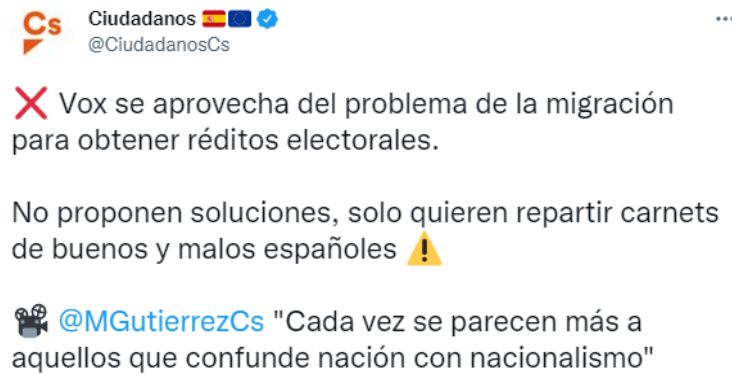 Cs
Ciudadanos 🇪🇸🇪🇺
@CiudadanosCs
❌ Vox se aprovecha del problema de la migración
para obtener réditos electorales.
No proponen soluciones, solo quieren repartir carnets
de buenos y malos españoles ⚠️
🎥 @MGutierrezCs "Cada vez se parecen más a
aquellos que confunde nación con nacionalismo"